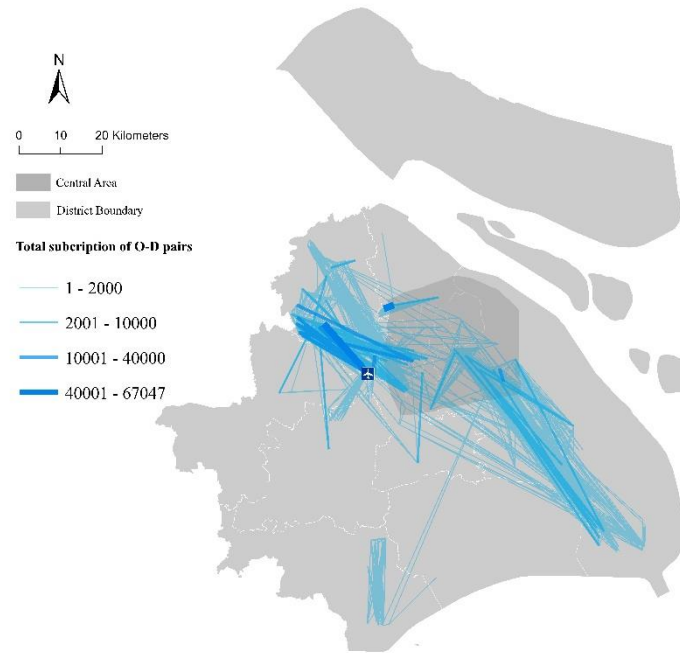 N
0 10 20 Kilometers
Central Area
District Boundary
Total subcription of O-D pairs
1 - 2000
2001 - 10000
10001 - 40000
40001 - 67047